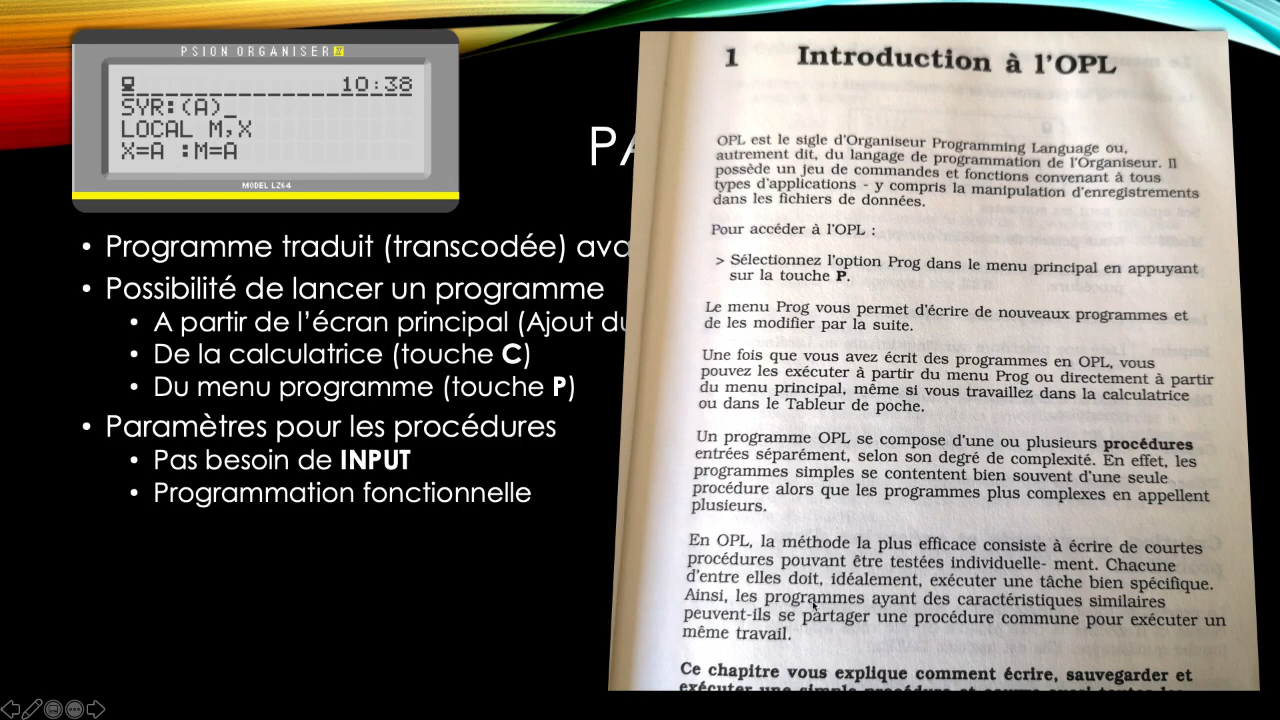 PSION ORGANISER II
10:38
SYR:(A)_
LOCAL M,X
X=A :M=A
MODEL LZ64
PA
• Programme traduit (transcodée) ava
• Possibilité de lancer un programme
• A partir de l'écran principal (Ajout du
• De la calculatrice (touche C)
• Du menu programme (touche P)
• Paramètres pour les procédures
• Pas besoin de INPUT
• Programmation fonctionnelle
1 Introduction à l'OPL
OPL est le sigle d'Organiseur Programming Language ou,
autrement dit, du langage de programmation de l'Organiseur. Il
possède un jeu de commandes et fonctions convenant à tous
types d'applications - y compris la manipulation d'enregistrements
dans les fichiers de données.
Pour accéder à l'OPL :
> Sélectionnez l'option Prog dans le menu principal en appuyant
sur la touche P.
Le menu Prog vous permet d'écrire de nouveaux programmes et
de les modifier par la suite.
Une fois que vous avez écrit des programmes en OPL, vous
pouvez les exécuter à partir du menu Prog ou directement à partir
du menu principal, même si vous travaillez dans la calculatrice
ou dans le Tableur de poche.
Un programme OPL se compose d'une ou plusieurs procédures
entrées séparément, selon son degré de complexité. En effet, les
programmes simples se contentent bien souvent d'une seule
procédure alors que les programmes plus complexes en appellent
plusieurs.
En OPL, la méthode la plus efficace consiste à écrire de courtes
procédures pouvant être testées individuelle- ment. Chacune
d'entre elles doit, idéalement, exécuter une tâche bien spécifique.
Ainsi, les programmes ayant des caractéristiques similaires
peuvent-ils se partager une procédure commune pour exécuter un
même travail.
Ce chapitre vous explique comment écrire, sauvegarder et
exécuter une simple procédure et